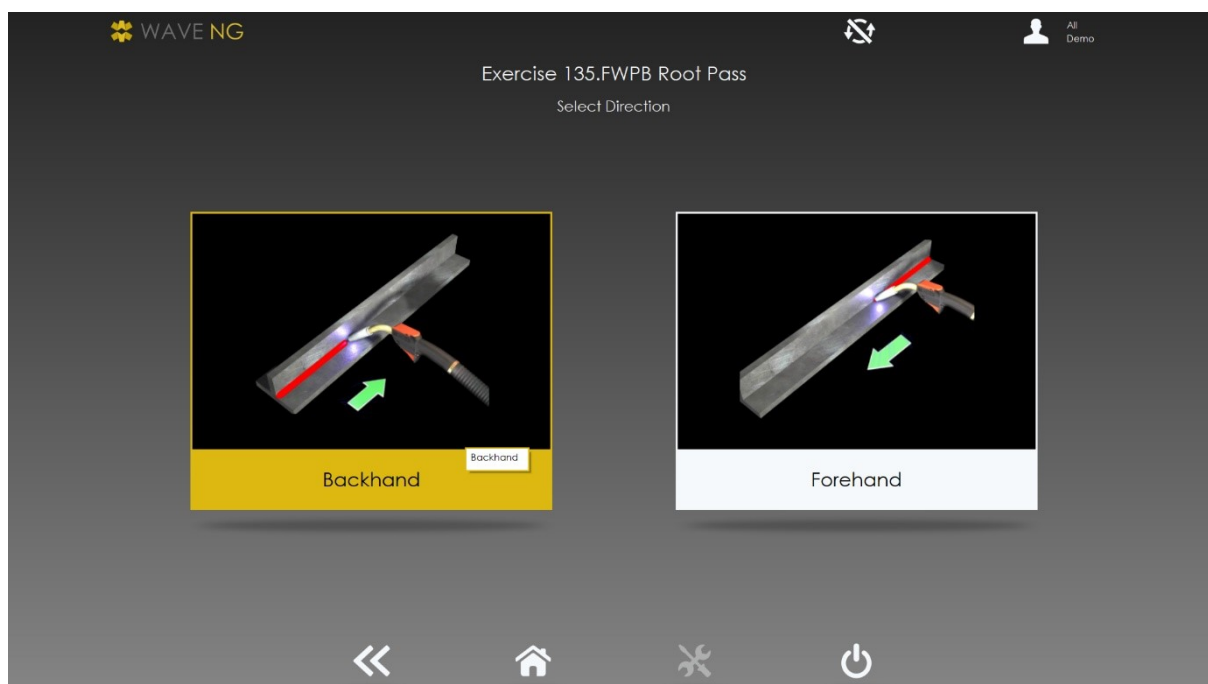 WAVE NG
All
Demo
Exercise 135.FWPB Root Pass
Select Direction
Backhand
Backhand
Forehand